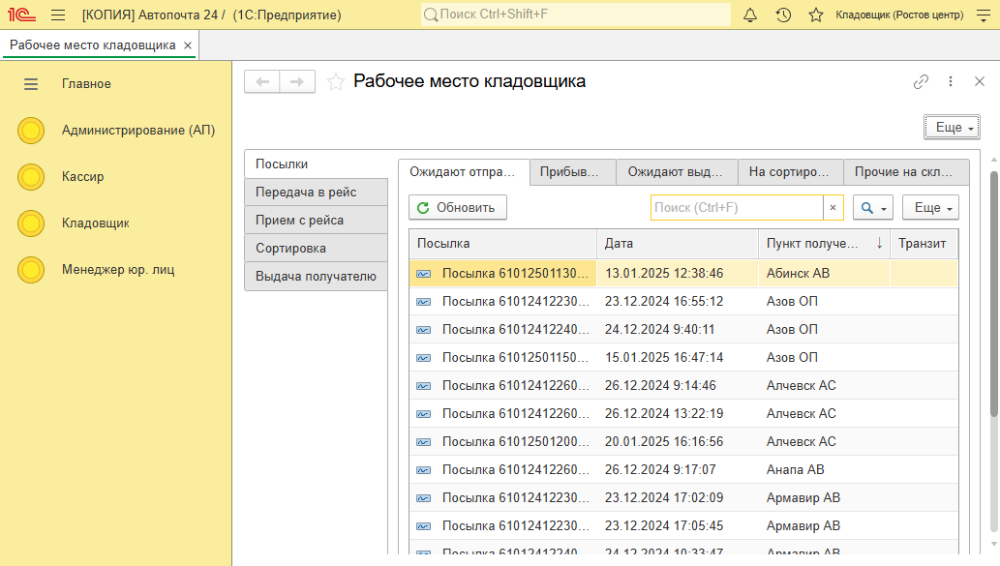 1С [КОПИЯ] Автопочта 24 / (1С:Предприятие) Поиск Ctrl+Shift+F Кладовщик (Ростов центр)
Рабочее место кладовщика ×
Главное
Администрирование (АП)
Кассир
Кладовщик
Менеджер юр. лиц
Рабочее место кладовщика
Еще
Посылки
Передача в рейс
Прием с рейса
Сортировка
Выдача получателю
Ожидают отпра... Прибыв... Ожидают выд... На сортиро... Прочие на скл...
Обновить Поиск (Ctrl+F) × Еще
Посылка Дата Пункт получе... ↓ Транзит
Посылка 61012501130... 13.01.2025 12:38:46 Абинск АВ
Посылка 61012412230... 23.12.2024 16:55:12 Азов ОП
Посылка 61012412240... 24.12.2024 9:40:11 Азов ОП
Посылка 61012501150... 15.01.2025 16:47:14 Азов ОП
Посылка 61012412260... 26.12.2024 9:14:46 Алчевск АС
Посылка 61012412260... 26.12.2024 13:22:19 Алчевск АС
Посылка 61012501200... 20.01.2025 16:16:56 Алчевск АС
Посылка 61012412260... 26.12.2024 9:17:07 Анапа АВ
Посылка 61012412230... 23.12.2024 17:02:09 Армавир АВ
Посылка 61012412230... 23.12.2024 17:05:45 Армавир АВ
Посылка 61012412240... 24.12.2024 10:33:47 Армавир АВ